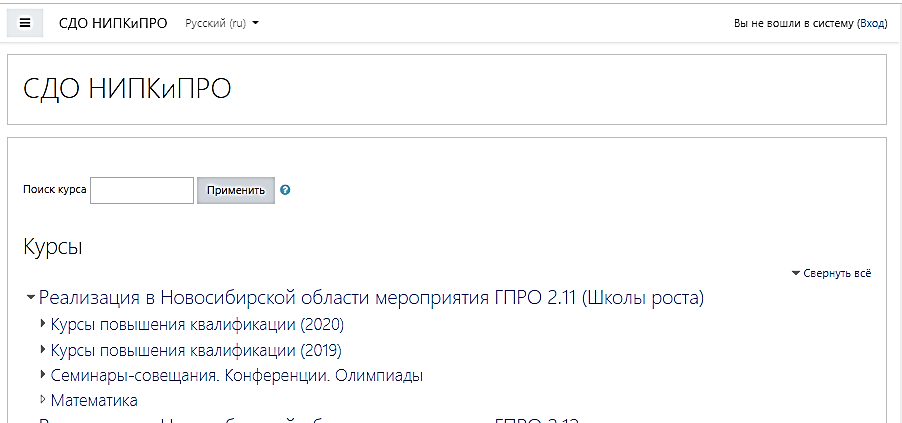 СДО НИПКиПРО Русский (ru) Вы не вошли в систему (Вход)
СДО НИПКиПРО
Поиск курса Применить
Курсы
Свернуть всё
Реализация в Новосибирской области мероприятия ГПРО 2.11 (Школы роста)
Курсы повышения квалификации (2020)
Курсы повышения квалификации (2019)
Семинары-совещания. Конференции. Олимпиады
Математика